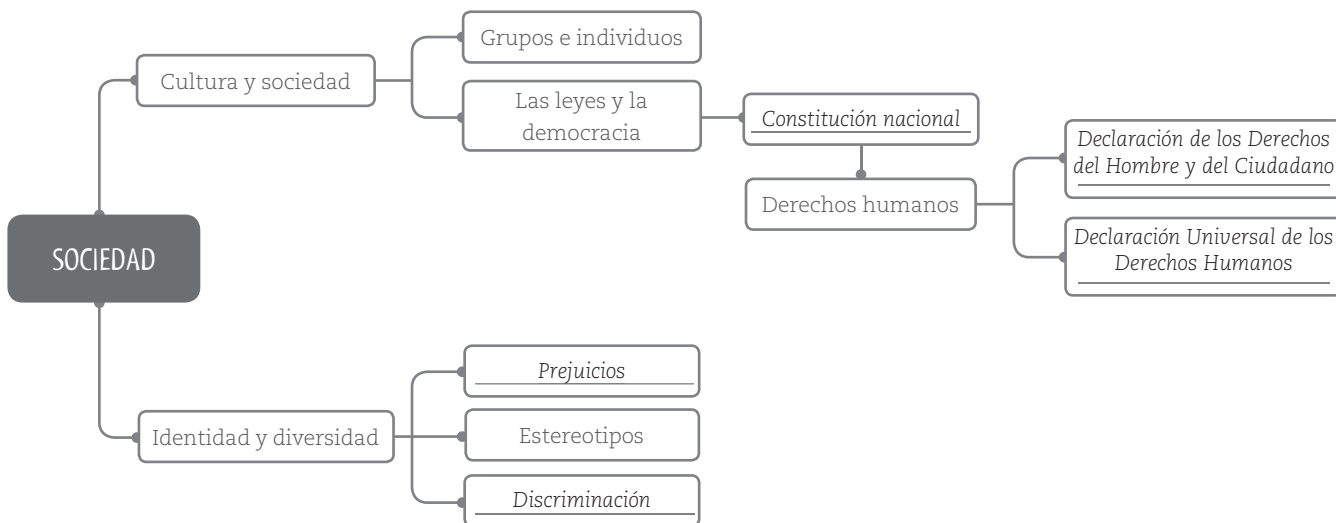 Grupos e individuos
Cultura y sociedad
Las leyes y la
democracia
Constitución nacional
Declaración de los Derechos
del Hombre y del Ciudadano
Derechos humanos
Declaración Universal de los
Derechos Humanos
SOCIEDAD
Prejuicios
Identidad y diversidad
Estereotipos
Discriminación